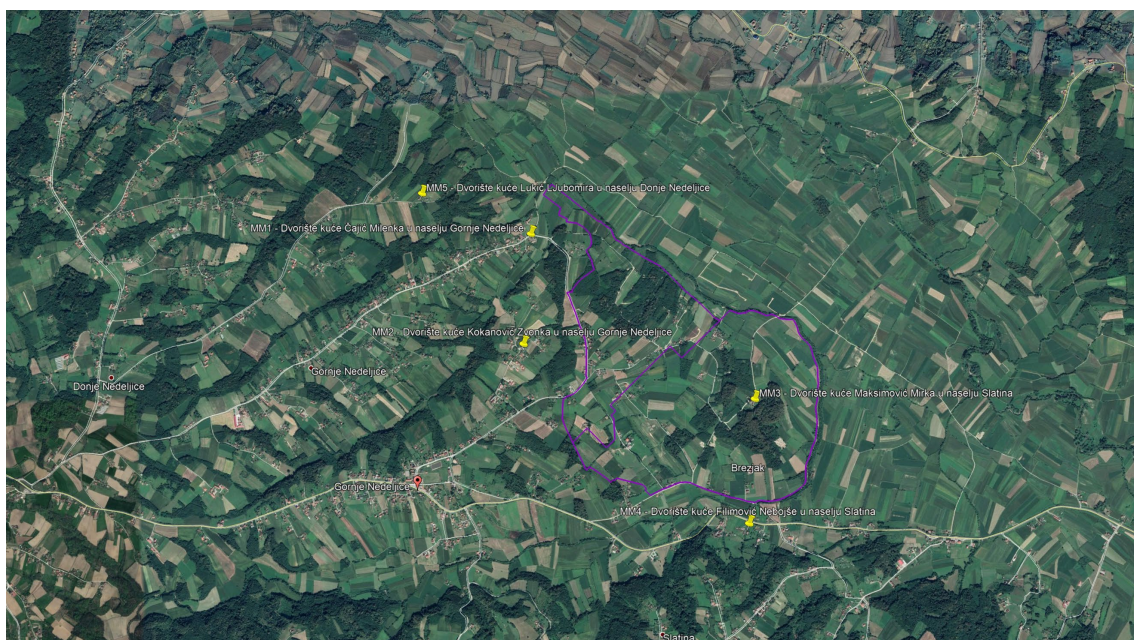 MM5 - Dvorište kuće Lukić LJubomira u naselju Donje Nedeljice
MM1 - Dvorište kuće Čajić Milenka u naselju Gornje Nedeljice
MM2 - Dvorište kuće Kokanović Zvonka u naselju Gornje Nedeljice
Gornje Nedeljice
Donje Nedeljice
MM3 - Dvorište kuće Maksimović Mirka u naselju Slatina
Brezjak
Gornje Nedeljice
MM4 - Dvorište kuće Filimović Nebojše u naselju Slatina
Slatina